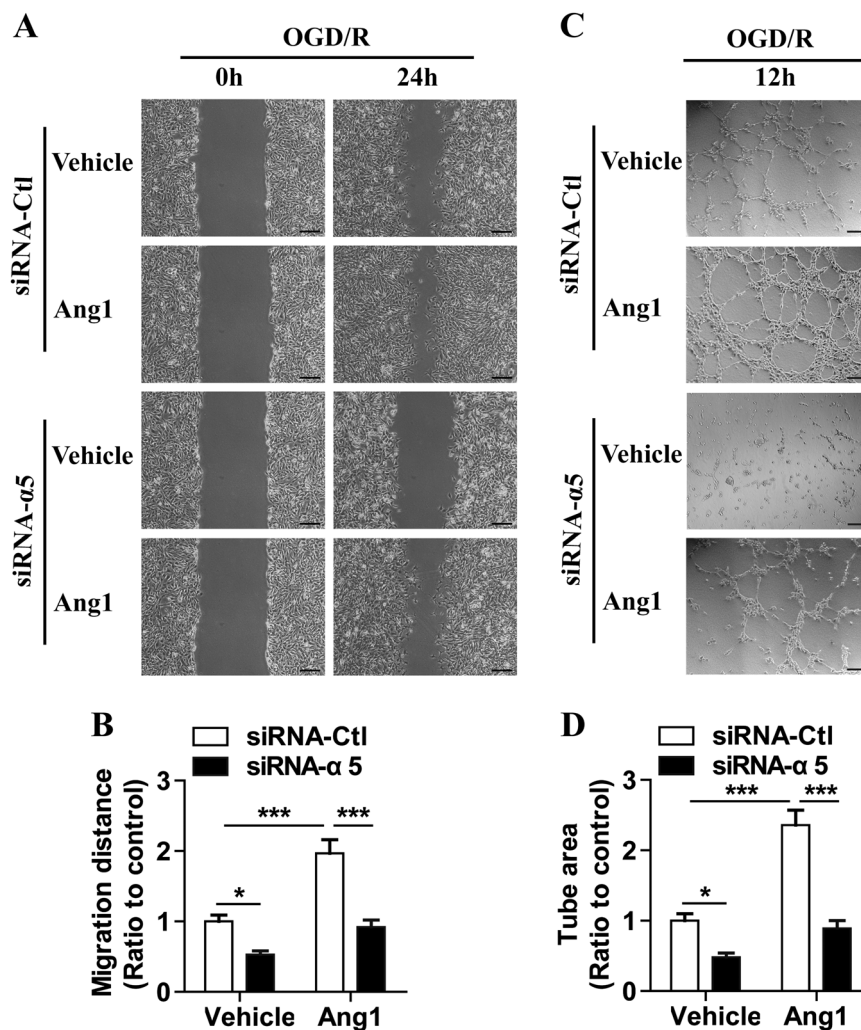 A
OGD/R
0h 24h
siRNA-Ctl
Vehicle
Ang1
siRNA-α5
Vehicle
Ang1
C
OGD/R
12h
siRNA-Ctl
Vehicle
Ang1
siRNA-α5
Vehicle
Ang1
B
siRNA-Ctl
siRNA-α 5
Migration distance
(Ratio to control)
3
2
1
0
*** ***
*
Vehicle Ang1
D
siRNA-Ctl
siRNA-α 5
Tube area
(Ratio to control)
3
2
1
0
*** ***
*
Vehicle Ang1